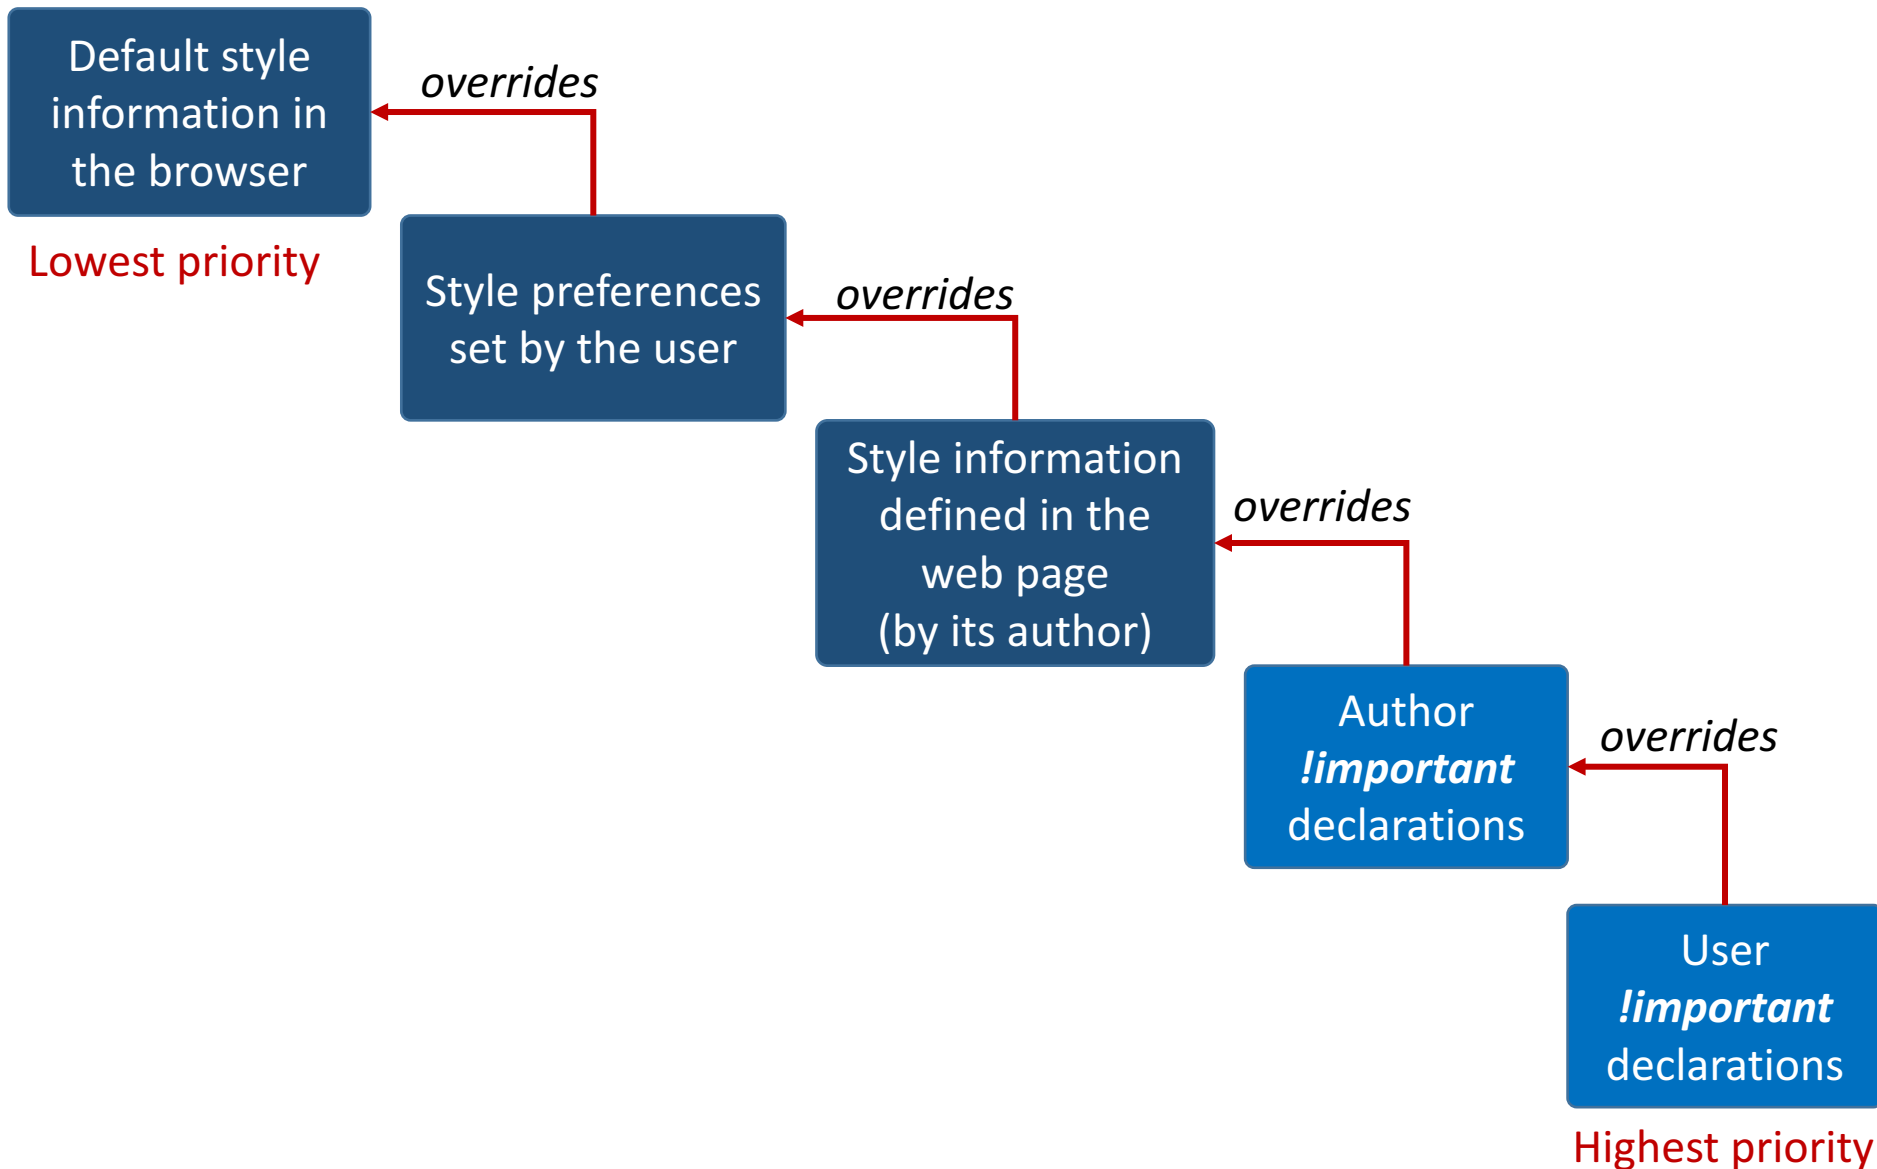 Default style
information in
the browser
overrides
Lowest priority
Style preferences
set by the user
overrides
Style information
defined in the
web page
(by its author)
overrides
Author
!important
declarations
overrides
User
!important
declarations
Highest priority